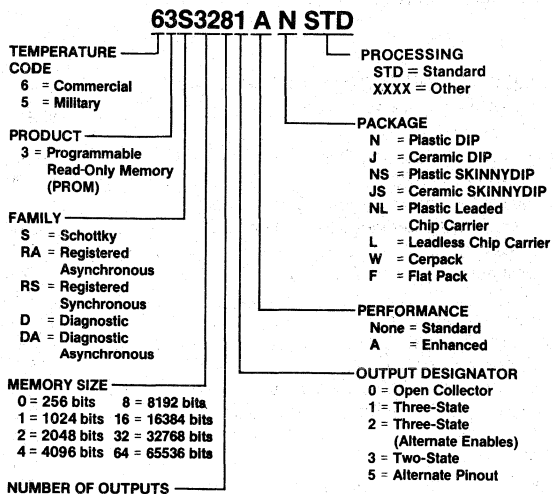 63S3281 A N STD
TEMPERATURE
CODE
6 = Commercial
5 = Military
PRODUCT
3 = Programmable
Read-Only Memory
(PROM)
FAMILY
S = Schottky
RA = Registered
Asynchronous
RS = Registered
Synchronous
D = Diagnostic
DA = Diagnostic
Asynchronous
MEMORY SIZE
0 = 256 bits 8 = 8192 bits
1 = 1024 bits 16 = 16384 bits
2 = 2048 bits 32 = 32768 bits
4 = 4096 bits 64 = 65536 bits
NUMBER OF OUTPUTS
PROCESSING
STD = Standard
XXXX = Other
PACKAGE
N = Plastic DIP
J = Ceramic DIP
NS = Plastic SKINNYDIP
JS = Ceramic SKINNYDIP
NL = Plastic Leaded
Chip Carrier
L = Leadless Chip Carrier
W = Cerpack
F = Flat Pack
PERFORMANCE
None = Standard
A = Enhanced
OUTPUT DESIGNATOR
0 = Open Collector
1 = Three-State
2 = Three-State
(Alternate Enables)
3 = Two-State
5 = Alternate Pinout